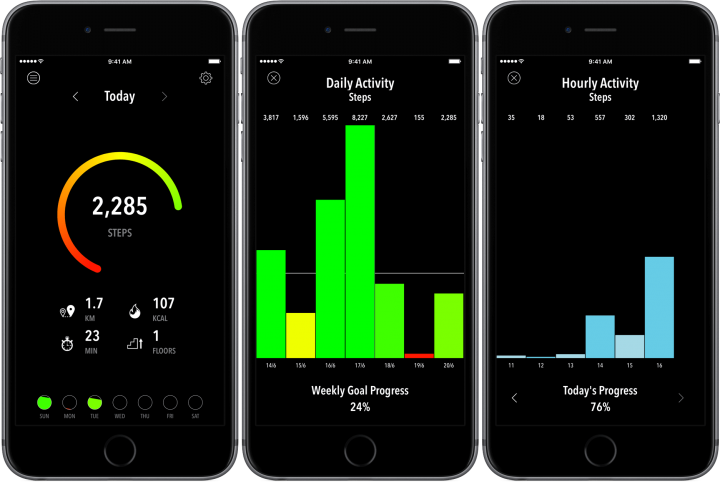 9:41 AM
Today
2,285
STEPS
1.7
KM
107
KCAL
23
MIN
1
FLOORS
SUN MON TUE WED THU FRI SAT
9:41 AM
Daily Activity
Steps
3,817 1,596 5,595 8,227 2,627 155 2,285
14/6 15/6 16/6 17/6 18/6 19/6 20/6
Weekly Goal Progress
24%
9:41 AM
Hourly Activity
Steps
35 18 53 557 302 1,320
11 12 13 14 15 16
Today's Progress
76%